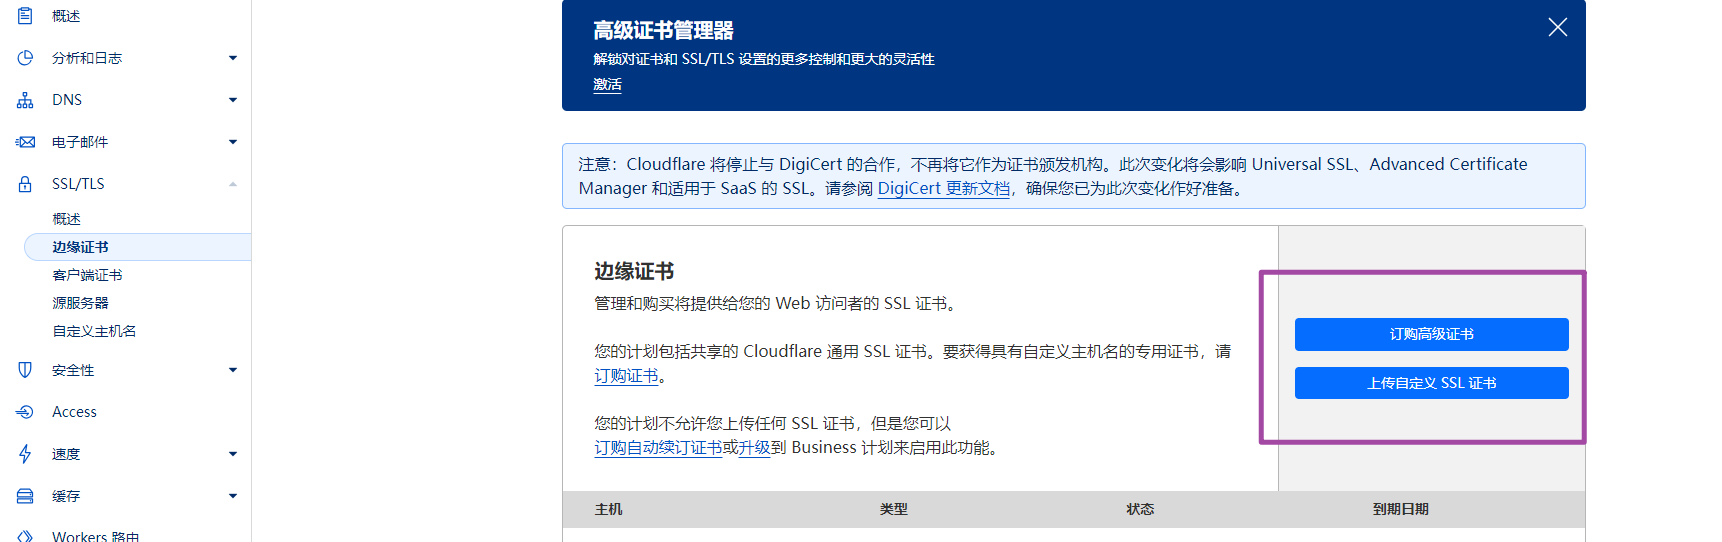 概述
分析和日志
DNS
电子邮件
SSL/TLS
概述
边缘证书
客户端证书
源服务器
自定义主机名
安全性
Access
速度
缓存
Workers 路由
高级证书管理器
解锁对证书和 SSL/TLS 设置的更多控制和更大的灵活性
激活
注意：Cloudflare 将停止与 DigiCert 的合作，不再将它作为证书颁发机构。此次变化将会影响 Universal SSL、Advanced Certificate
Manager 和适用于 SaaS 的 SSL。请参阅 DigiCert 更新文档，确保您已为此次变化作好准备。
边缘证书
管理和购买将提供给您的 Web 访问者的 SSL 证书。
您的计划包括共享的 Cloudflare 通用 SSL 证书。要获得具有自定义主机名的专用证书，请
订购证书。
您的计划不允许您上传任何 SSL 证书，但是您可以
订购自动续订证书或升级到 Business 计划来启用此功能。
订购高级证书
上传自定义 SSL 证书
主机 类型 状态 到期日期